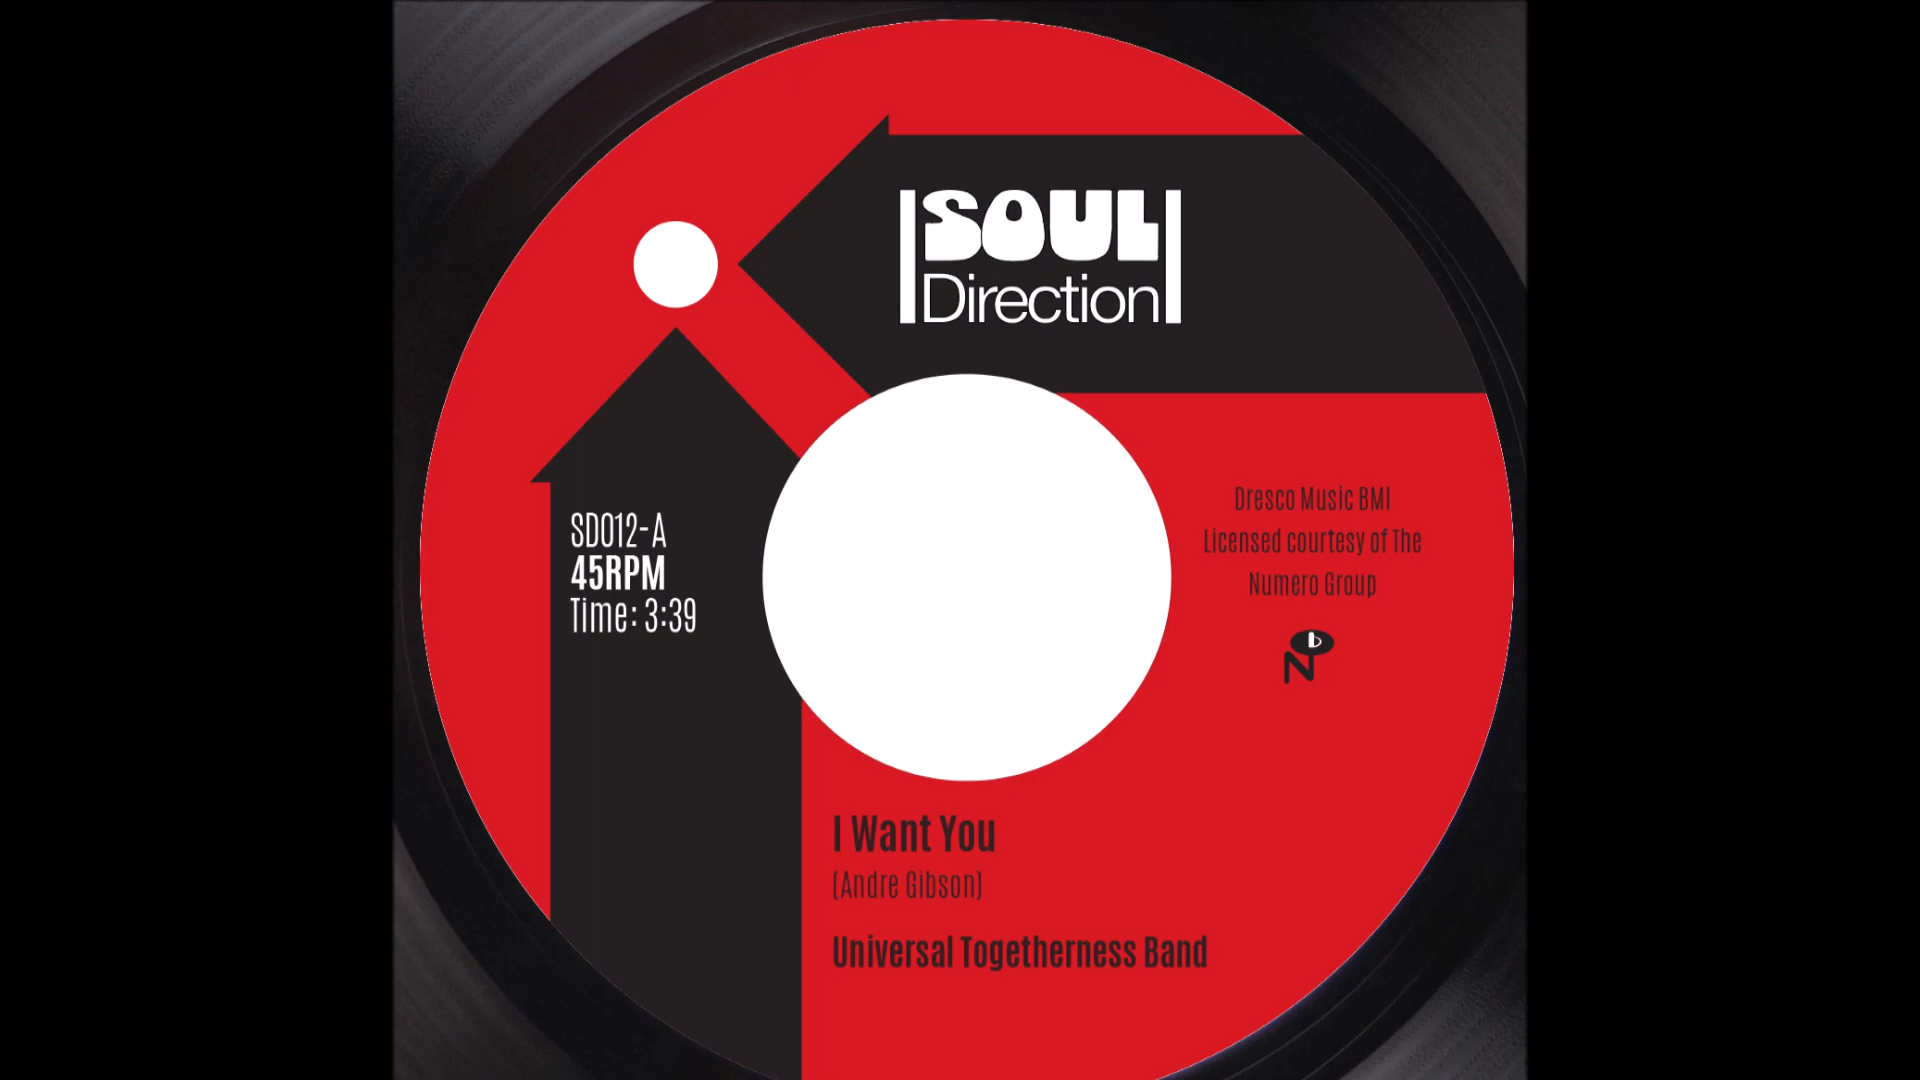 SOUL
Direction
SD012-A
45RPM
Time: 3:39
Dresco Music BMI
Licensed courtesy of The
Numero Group
N b
I Want You
(Andre Gibson)
Universal Togetherness Band